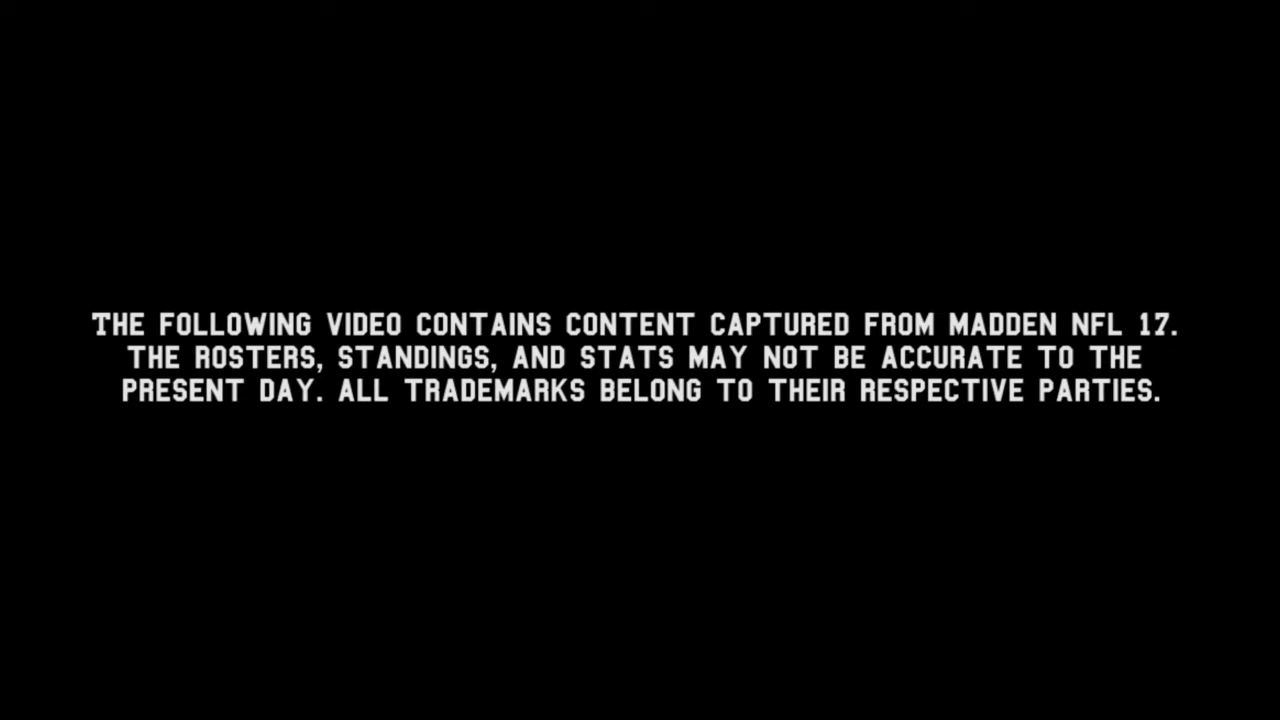 THE FOLLOWING VIDEO CONTAINS CONTENT CAPTURED FROM MADDEN NFL 17.
THE ROSTERS, STANDINGS, AND STATS MAY NOT BE ACCURATE TO THE
PRESENT DAY. ALL TRADEMARKS BELONG TO THEIR RESPECTIVE PARTIES.